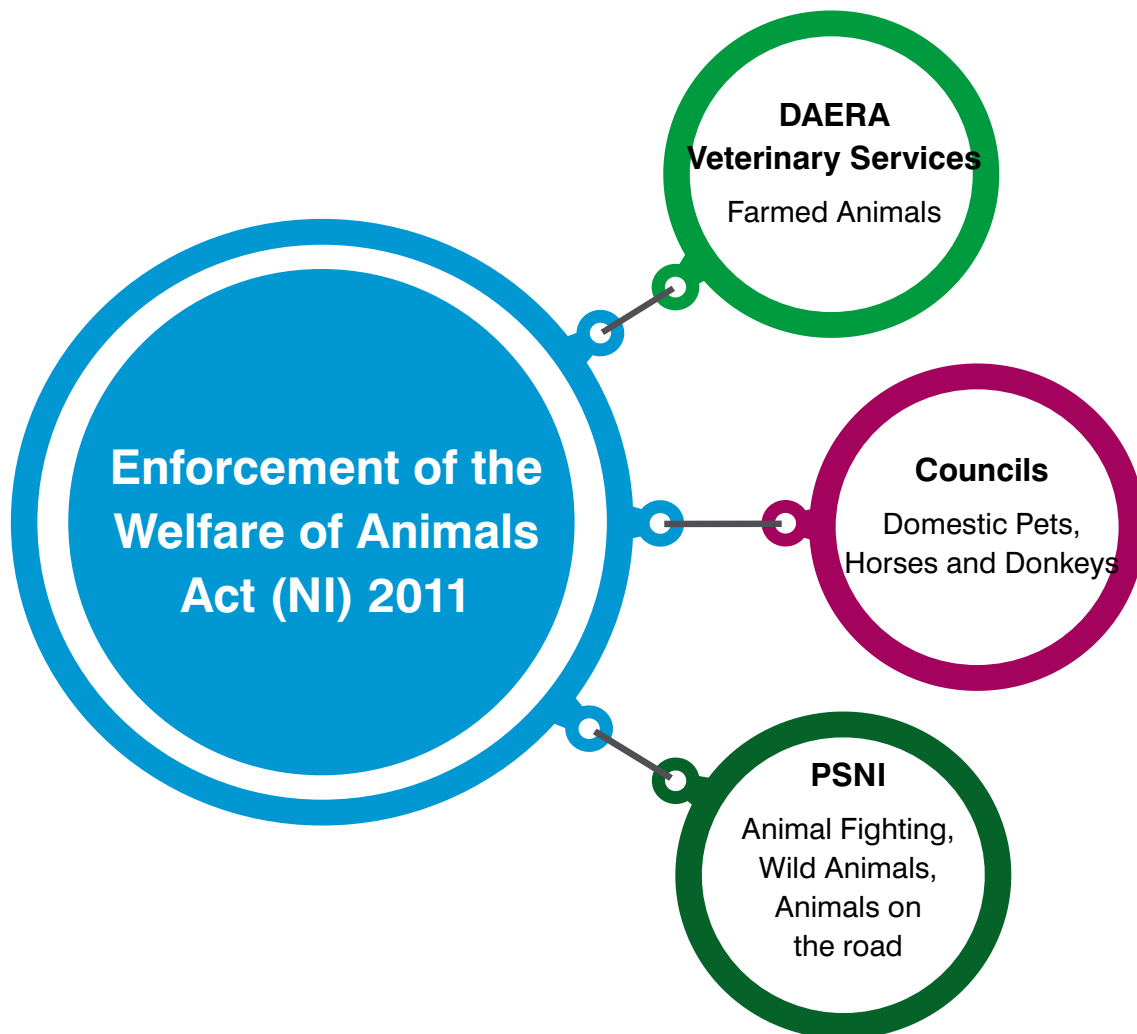 Enforcement of the
Welfare of Animals
Act (NI) 2011
DAERA
Veterinary Services
Farmed Animals
Councils
Domestic Pets,
Horses and Donkeys
PSNI
Animal Fighting,
Wild Animals,
Animals on
the road